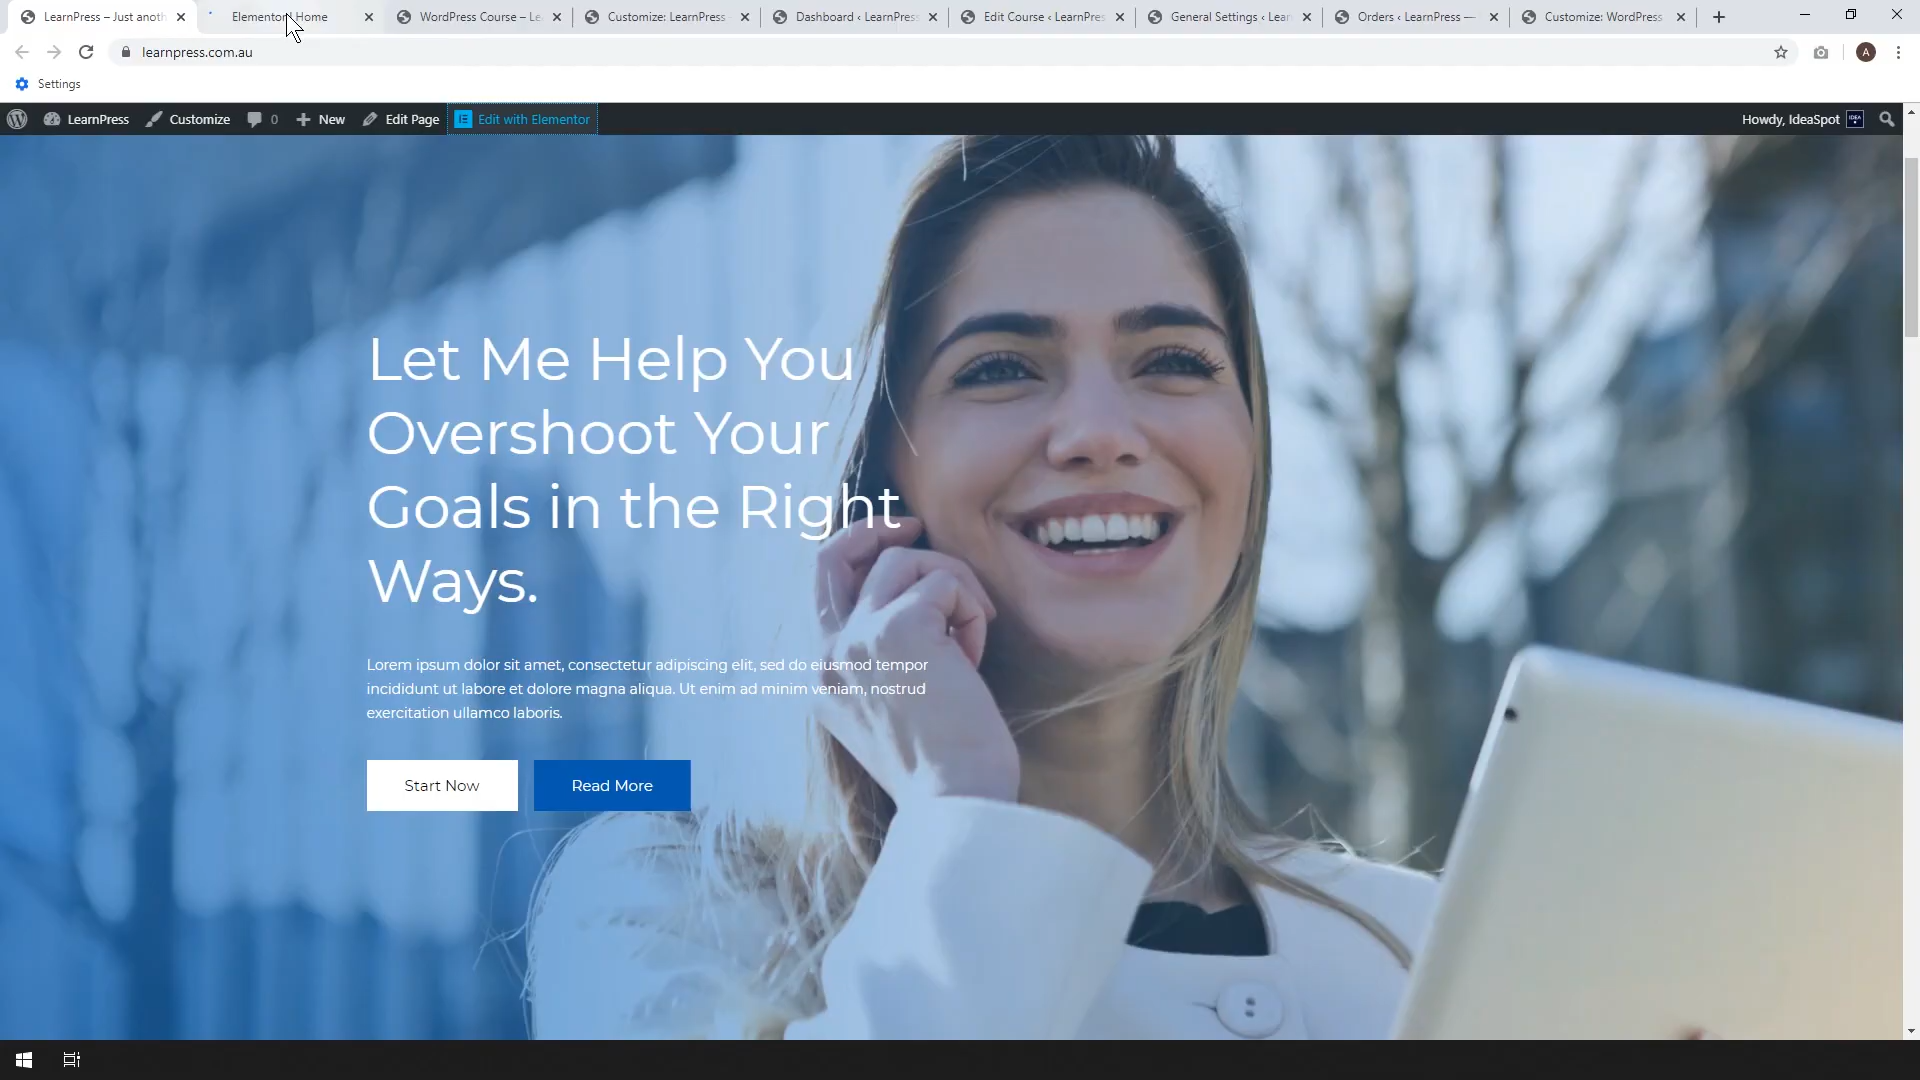 LearnPress – Just anoth
Elementor | Home
WordPress Course – Le
Customize: LearnPress
Dashboard ‹ LearnPress
Edit Course ‹ LearnPres
General Settings ‹ Lear
Orders ‹ LearnPress —
Customize: WordPress
learnpress.com.au
A
Settings
LearnPress
Customize
0
New
Edit Page
Edit with Elementor
Howdy, IdeaSpot
Let Me Help You
Overshoot Your
Goals in the Right
Ways.
Lorem ipsum dolor sit amet, consectetur adipiscing elit, sed do eiusmod tempor
incididunt ut labore et dolore magna aliqua. Ut enim ad minim veniam, nostrud
exercitation ullamco laboris.
Start Now
Read More